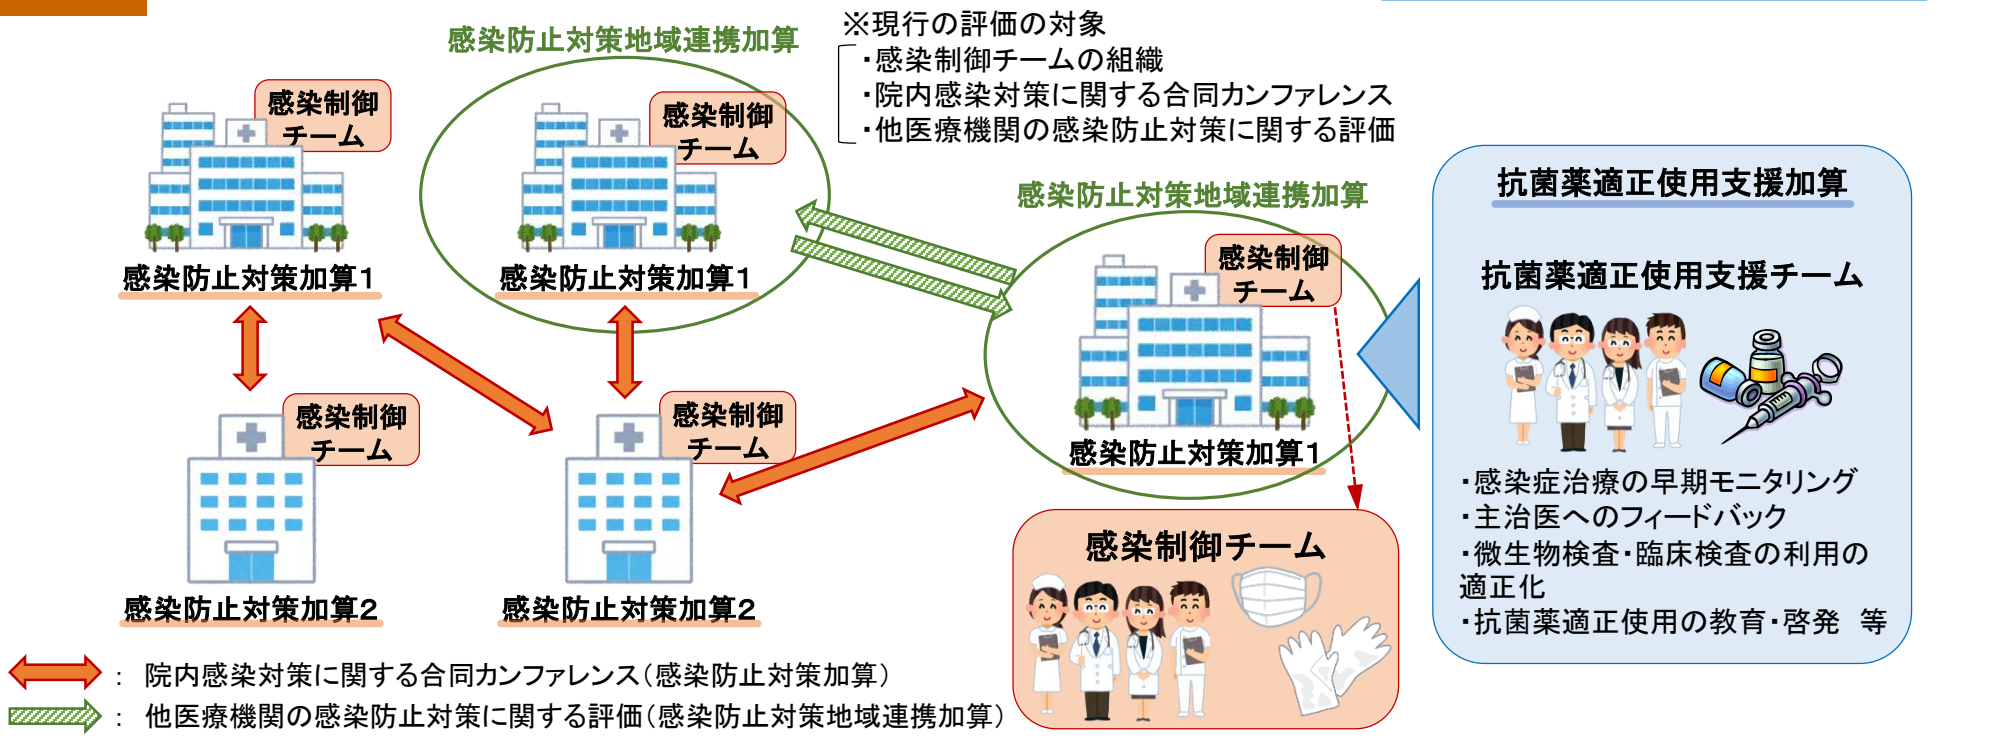 感染防止対策地域連携加算
※現行の評価の対象
・感染制御チームの組織
・院内感染対策に関する合同カンファレンス
・他医療機関の感染防止対策に関する評価
感染制御
チーム
感染防止対策加算1
感染制御
チーム
感染防止対策加算1
感染防止対策地域連携加算
感染制御
チーム
感染防止対策加算1
感染制御
チーム
感染防止対策加算2
感染制御
チーム
感染防止対策加算2
感染制御チーム
抗菌薬適正使用支援加算
抗菌薬適正使用支援チーム
・感染症治療の早期モニタリング
・主治医へのフィードバック
・微生物検査・臨床検査の利用の
適正化
・抗菌薬適正使用の教育・啓発　等
： 院内感染対策に関する合同カンファレンス（感染防止対策加算）
： 他医療機関の感染防止対策に関する評価（感染防止対策地域連携加算）